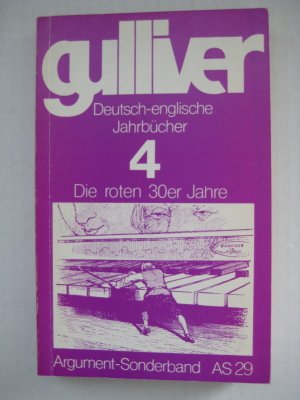 gulliver
Deutsch-englische
Jahrbücher
4
Die roten 30er Jahre
Argument-Sonderband AS 29